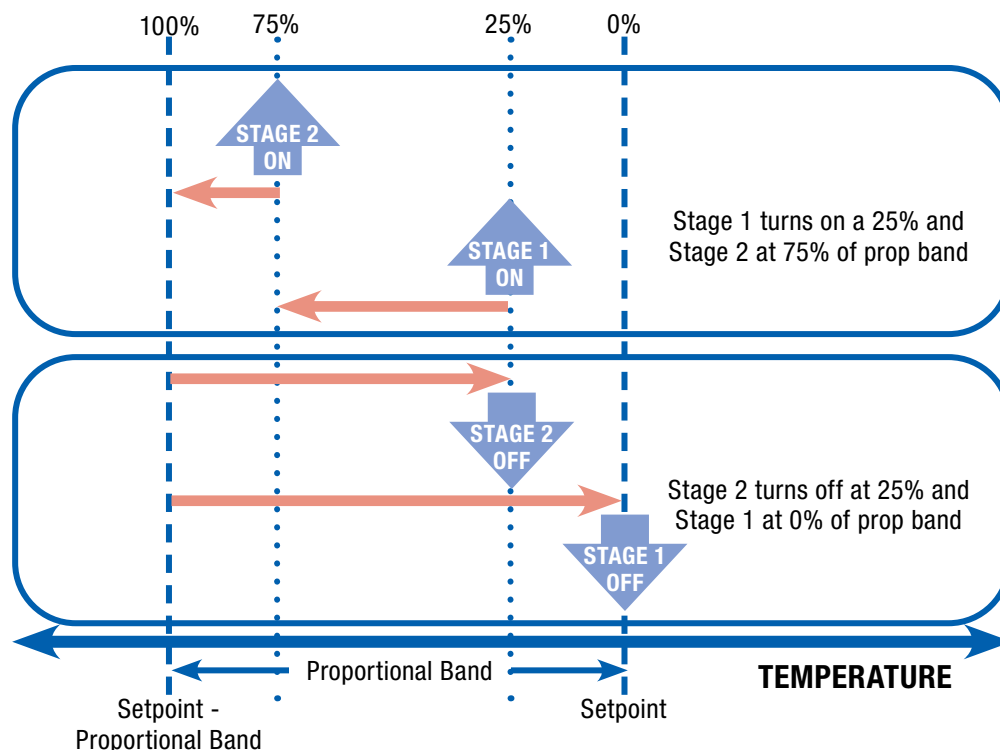 100%
75%
25%
0%
STAGE 2
ON
STAGE 1
ON
Stage 1 turns on a 25% and
Stage 2 at 75% of prop band
STAGE 2
OFF
Stage 2 turns off at 25% and
Stage 1 at 0% of prop band
STAGE 1
OFF
Proportional Band
TEMPERATURE
Setpoint -
Proportional Band
Setpoint